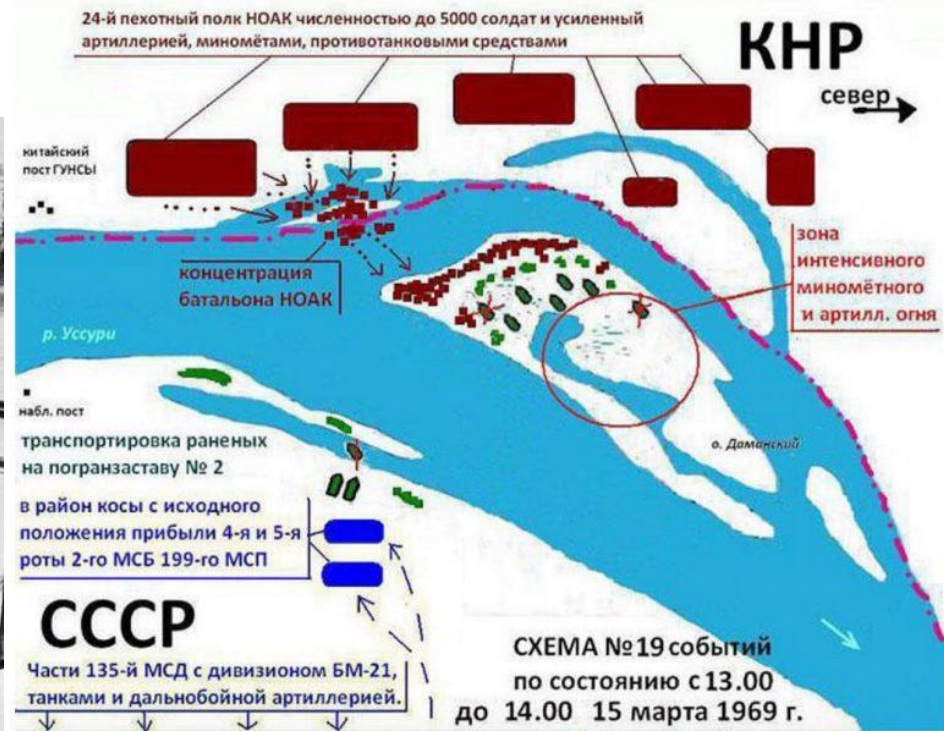 24-й пехотный полк НОАК численностью до 5000 солдат и усиленный
артиллерией, миномётами, противотанковыми средствами
КНР
север
китайский
пост ГУНСЫ
зона
интенсивного
миномётного
и артилл. огня
концентрация
батальона НОАК
р. Уссури
набл. пост
о. Даманский
транспортировка раненых
на погранзаставу № 2
в район косы с исходного
положения прибыли 4-я и 5-я
роты 2-го МСБ 199-го МСП
СССР
Части 135-й МСД с дивизионом БМ-21,
танками и дальнобойной артиллерией.
СХЕМА №19 событий
по состоянию с 13.00
до 14.00 15 марта 1969 г.